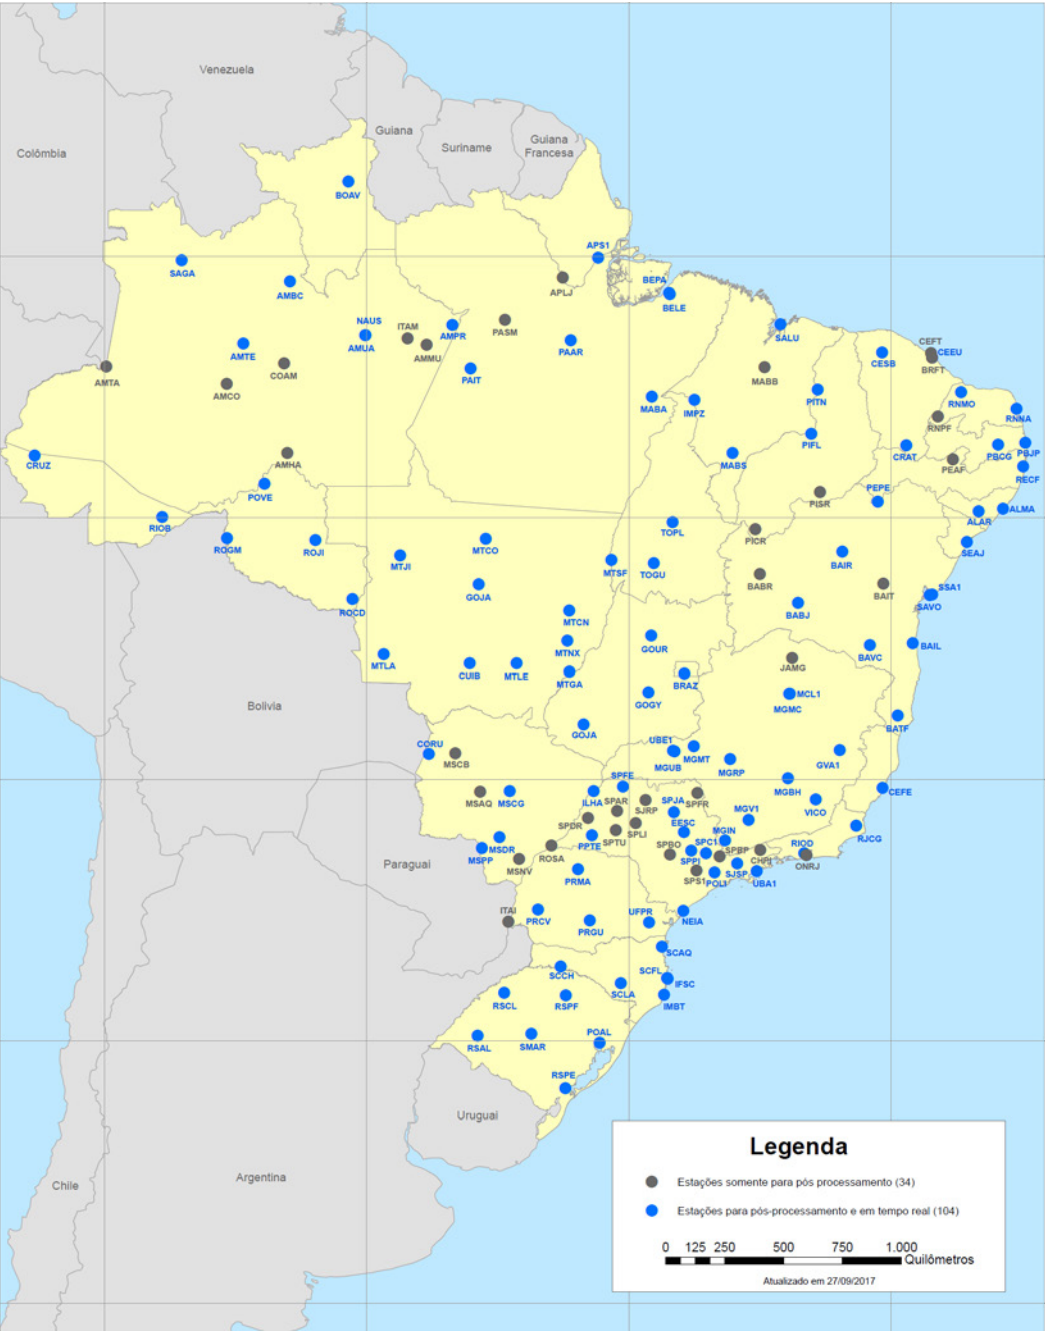 Venezuela
Guiana
Suriname
Guiana
Francesa
Colômbia
BOAV
SAGA
AMBC
APS1
APLJ
BEPA
BELE
NAUS
AMUA
ITAM
AMMU
AMPR
PASM
PAAR
SALU
CEFT
CEEU
BRFT
CESB
AMTE
COAM
AMTA
AMCO
PAIT
MABB
MABA
IMPZ
PITN
RNMO
RNNA
RNPF
PIFL
CRAT
PBCG
PBJP
PEAF
RECF
CRUZ
AMHA
MABS
POVE
PISR
PEPE
ALAR
ALMA
RIOB
ROGM
ROJI
MTCO
TOPL
PICR
SEAJ
MTJI
MTSF
TOGU
BAIR
BABR
BAIT
GOJA
ROCD
MTCN
BABJ
SSA1
SAVO
MTNX
GOUR
BAVC
BAIL
MTLA
CUIB
MTLE
MTGA
JAMG
BRAZ
GOGY
MCL1
MGMC
BATF
Bolívia
GOJA
CORU
MSCB
UBE1
MGUB
MGMT
MGRP
GVA1
MSAQ
MSCG
ILHA
SPFE
SPAR
SJRP
SPJA
SPFR
MGBH
VICO
CEFE
SPDR
SPTU
SPLI
EESC
MGV1
RJCG
MSPP
MSDR
PPTE
ROSA
MSNV
SPBO
SPPI
SPC1
MGIN
SPBP
CHPI
RIOD
ONRJ
SPS1
POLI
SJSP
UBA1
Paraguai
PRMA
ITAI
PRCV
PRGU
UFPR
NEIA
SCAQ
SCCH
SCFL
IFSC
SCLA
IMBT
RSCL
RSPF
RSAL
SMAR
POAL
RSPE
Uruguai
Chile
Argentina
Legenda
Estações somente para pós processamento (34)
Estações para pós-processamento e em tempo real (104)
0 125 250 500 750 1.000
Quilômetros
Atualizado em 27/09/2017